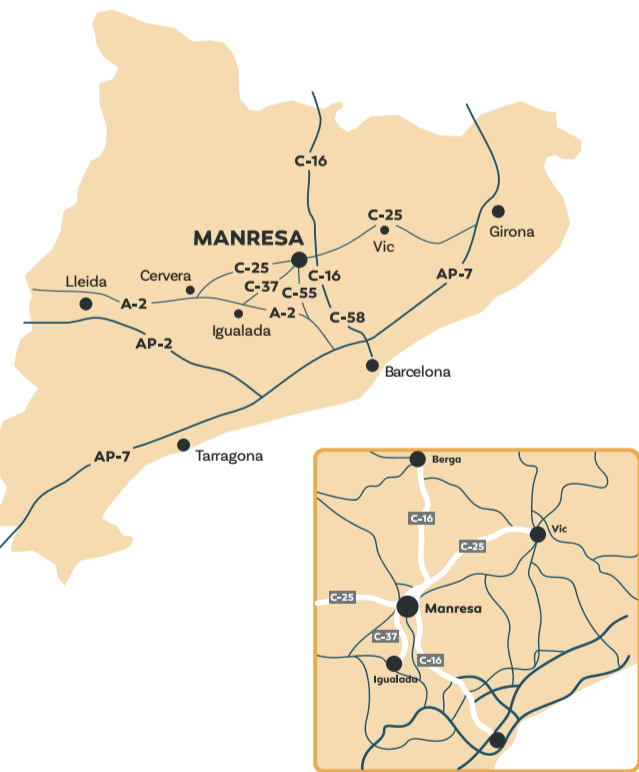 C-16
C-25
MANRESA
Vic
Girona
C-25
C-16
AP-7
Lleida
Cervera
C-37
C-55
A-2
A-2
C-58
Igualada
AP-2
Barcelona
AP-7
Tarragona
Berga
C-16
Vic
C-25
C-25
Manresa
C-37
C-16
Igualada